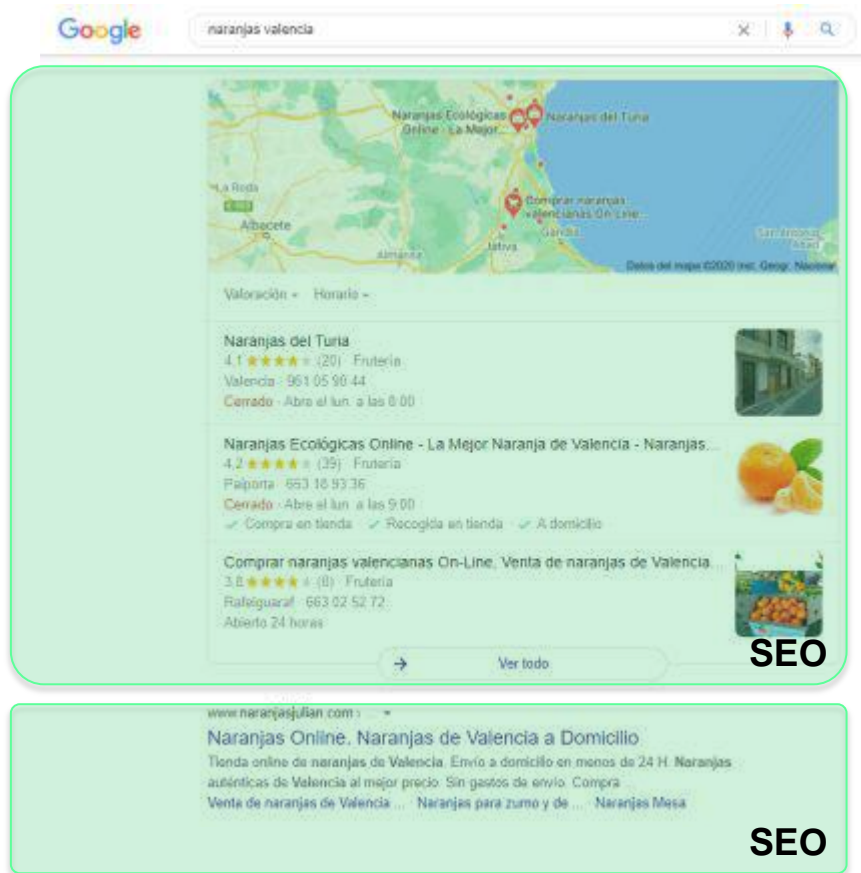 Google
naranjas valencia
Naranjas Ecológicas
Online - La Mejor...
Naranjas del Turia
La Roda
Albacete
Comprar naranjas
valencianas On-Line...
Gandia
Játiva
Almansa
San Antonio
Datos del mapa ©2020 Inst. Geogr. Nacional
Valoración
Horario
Naranjas del Turia
4,1 (20) · Frutería
Valencia · 961 05 90 44
Cerrado · Abre el lun. a las 8:00
Naranjas Ecológicas Online - La Mejor Naranja de Valencia - Naranjas...
4,2 (39) · Frutería
Paiporta · 663 18 93 36
Cerrado · Abre el lun. a las 9:00
Compra en tienda · Recogida en tienda · A domicilio
Comprar naranjas valencianas On-Line, Venta de naranjas de Valencia...
3,8 (8) · Frutería
Rafelguaraf · 663 02 52 72
Abierto 24 horas
Ver todo
SEO
www.naranjasjulian.com › ...
Naranjas Online. Naranjas de Valencia a Domicilio
Tienda online de naranjas de Valencia. Envío a domicilio en menos de 24 H. Naranjas
auténticas de Valencia al mejor precio. Sin gastos de envío. Compra
Venta de naranjas de Valencia ... · Naranjas para zumo y de ... · Naranjas Mesa
SEO